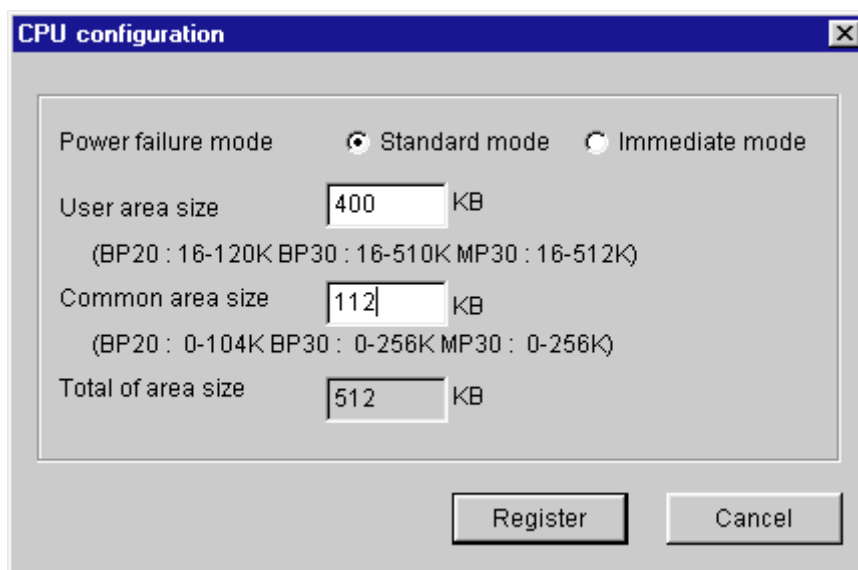 CPU configuration
Power failure mode Standard mode Immediate mode
User area size 400 KB
(BP20 : 16-120K BP30 : 16-510K MP30 : 16-512K)
Common area size 112 KB
(BP20 : 0-104K BP30 : 0-256K MP30 : 0-256K)
Total of area size 512 KB
Register Cancel